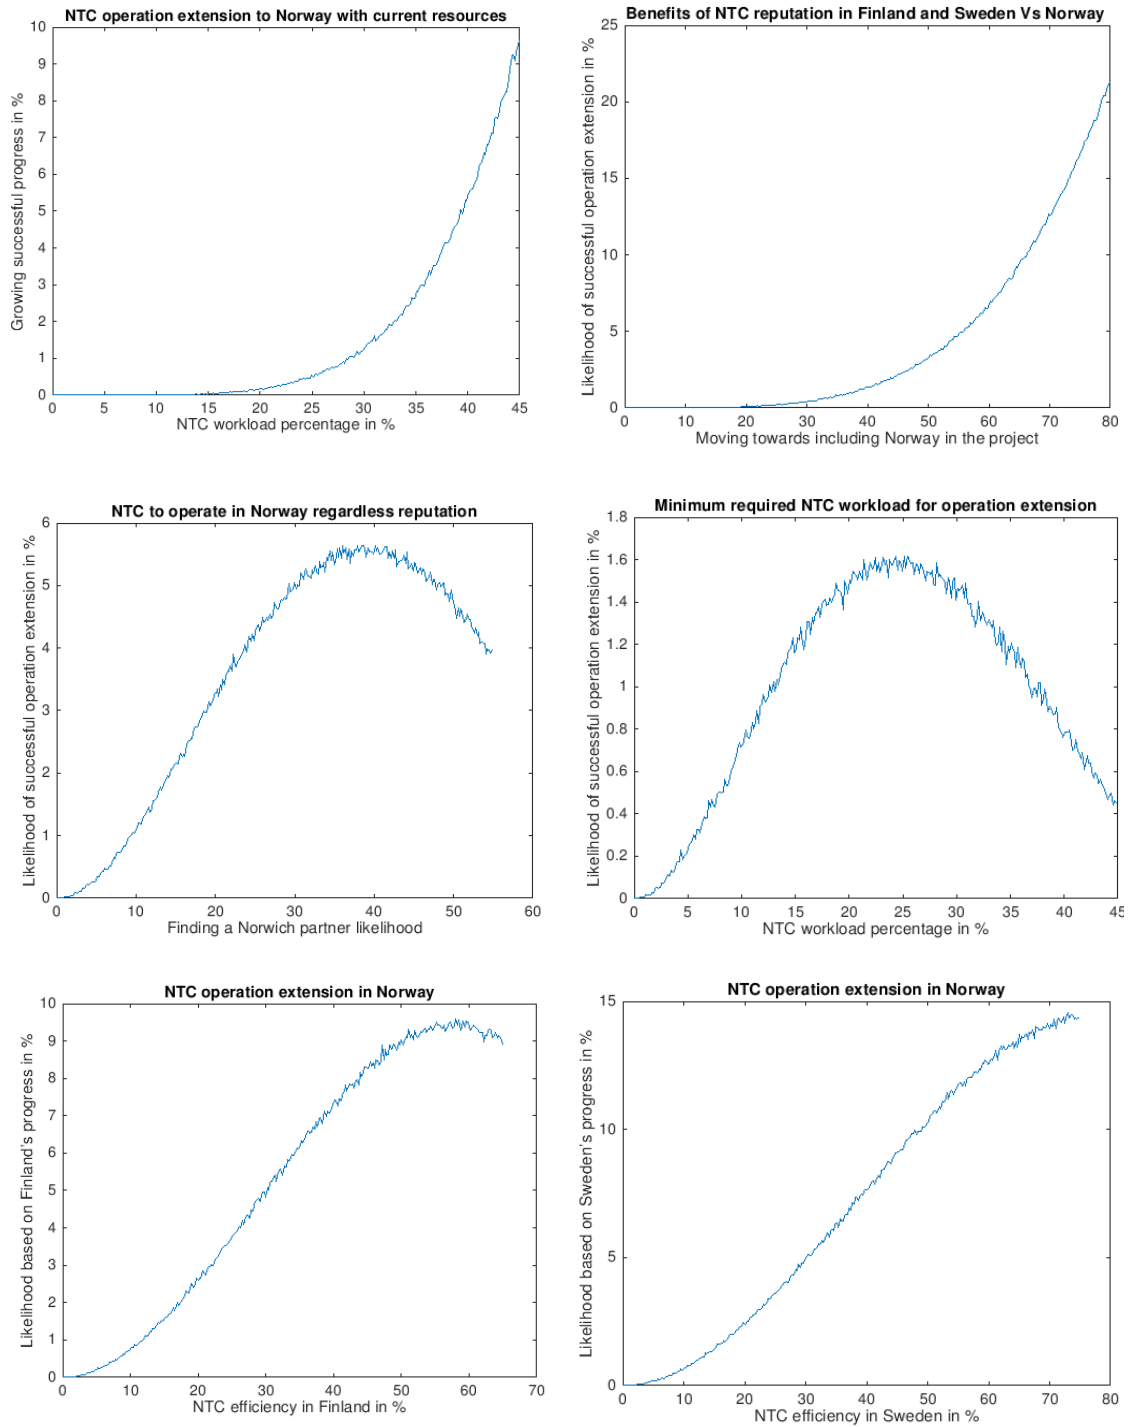 NTC operation extension to Norway with current resources
Growing successful progress in %
10
9
8
7
6
5
4
3
2
1
0
0 5 10 15 20 25 30 35 40 45
NTC workload percentage in %
Benefits of NTC reputation in Finland and Sweden Vs Norway
Likelihood of successful operation extension in %
25
20
15
10
5
0
0 10 20 30 40 50 60 70 80
Moving towards including Norway in the project
NTC to operate in Norway regardless reputation
Likelihood of successful operation extension in %
6
5
4
3
2
1
0
0 10 20 30 40 50 60
Finding a Norwich partner likelihood
Minimum required NTC workload for operation extension
Likelihood of successful operation extension in %
1.8
1.6
1.4
1.2
1
0.8
0.6
0.4
0.2
0
0 5 10 15 20 25 30 35 40 45
NTC workload percentage in %
NTC operation extension in Norway
Likelihood based on Finland's progress in %
10
9
8
7
6
5
4
3
2
1
0
0 10 20 30 40 50 60 70
NTC efficiency in Finland in %
NTC operation extension in Norway
Likelihood based on Sweden's progress in %
15
10
5
0
0 10 20 30 40 50 60 70 80
NTC efficiency in Sweden in %